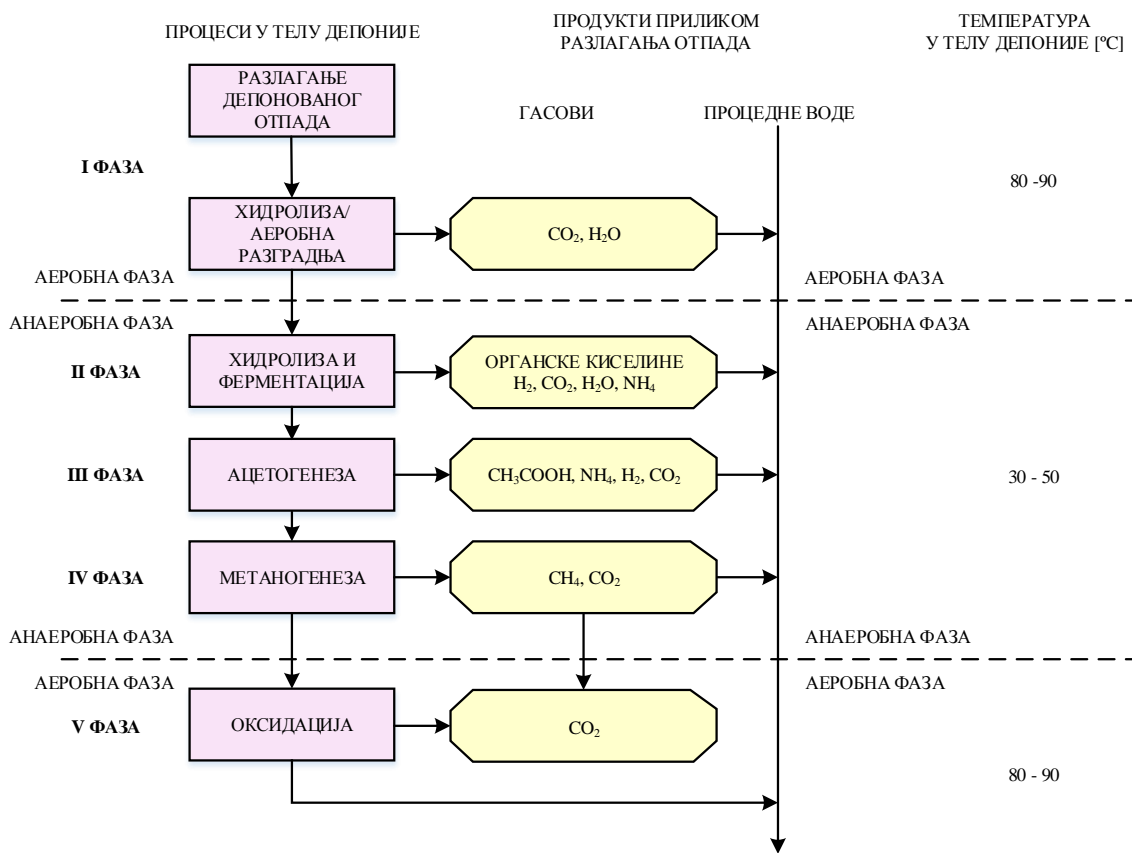 ПРОЦЕСИ У ТЕЛУ ДЕПОНИЈЕ
ПРОДУКТИ ПРИЛИКОМ
РАЗЛАГАЊА ОТПАДА
ТЕМПЕРАТУРА
У ТЕЛУ ДЕПОНИЈЕ [ºC]
РАЗЛАГАЊЕ
ДЕПОНОВАНОГ
ОТПАДА
ГАСОВИ
ПРОЦЕДНЕ ВОДЕ
I ФАЗА
80 -90
ХИДРОЛИЗА/
АЕРОБНА
РАЗГРАДЊА
CO₂, H₂O
АЕРОБНА ФАЗА
АЕРОБНА ФАЗА
АНАЕРОБНА ФАЗА
АНАЕРОБНА ФАЗА
II ФАЗА
ХИДРОЛИЗА И
ФЕРМЕНТАЦИЈА
ОРГАНСКЕ КИСЕЛИНЕ
H₂, CO₂, H₂O, NH₄
III ФАЗА
АЦЕТОГЕНЕЗА
CH₃COOH, NH₄, H₂, CO₂
30 - 50
IV ФАЗА
МЕТАНОГЕНЕЗА
CH₄, CO₂
АНАЕРОБНА ФАЗА
АНАЕРОБНА ФАЗА
АЕРОБНА ФАЗА
АЕРОБНА ФАЗА
V ФАЗА
ОКСИДАЦИЈА
CO₂
80 - 90